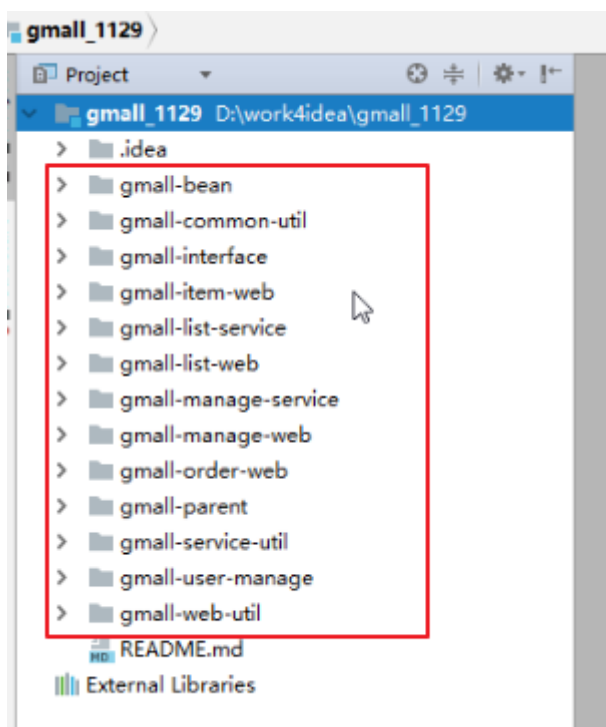 gmall_1129
Project
gmall_1129 D:\work4idea\gmall_1129
.idea
gmall-bean
gmall-common-util
gmall-interface
gmall-item-web
gmall-list-service
gmall-list-web
gmall-manage-service
gmall-manage-web
gmall-order-web
gmall-parent
gmall-service-util
gmall-user-manage
gmall-web-util
MD README.md
External Libraries